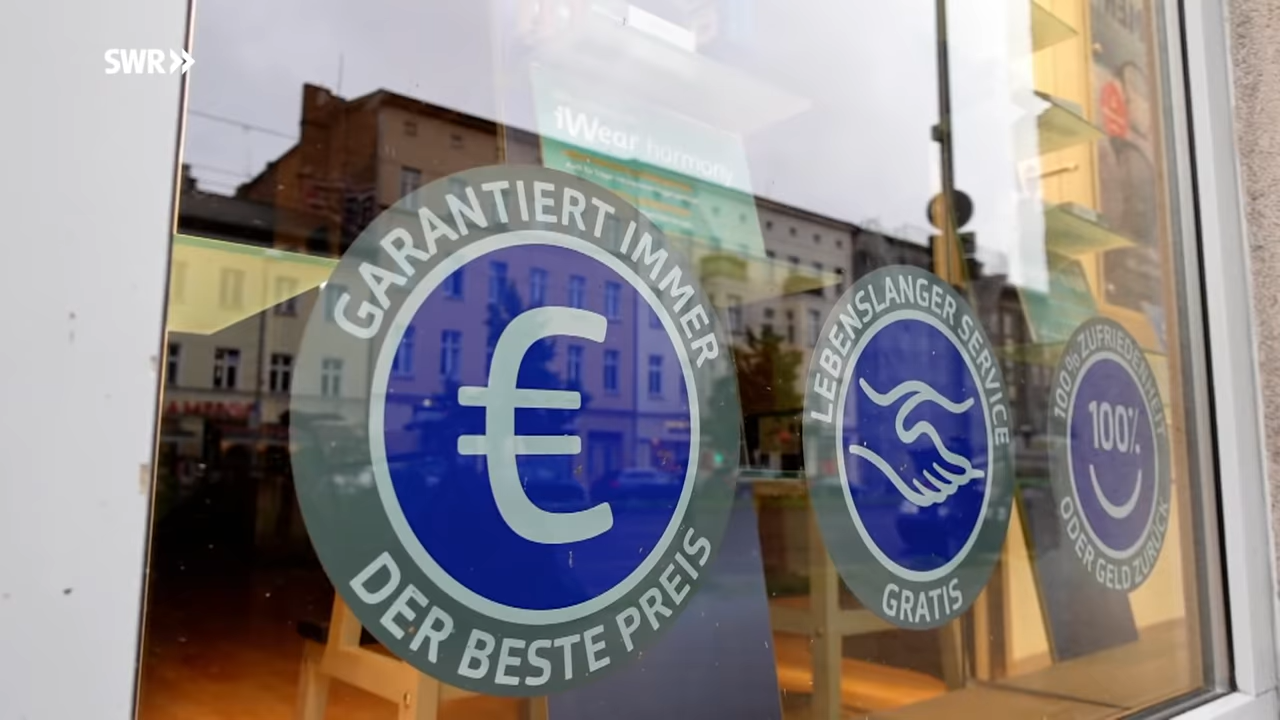 SWR»
iWear harmony
GARANTIERT IMMER
€
DER BESTE PREIS
LEBENSLANGER SERVICE
GRATIS
100% ZUFRIEDENHEIT
100%
ODER GELD ZURÜCK